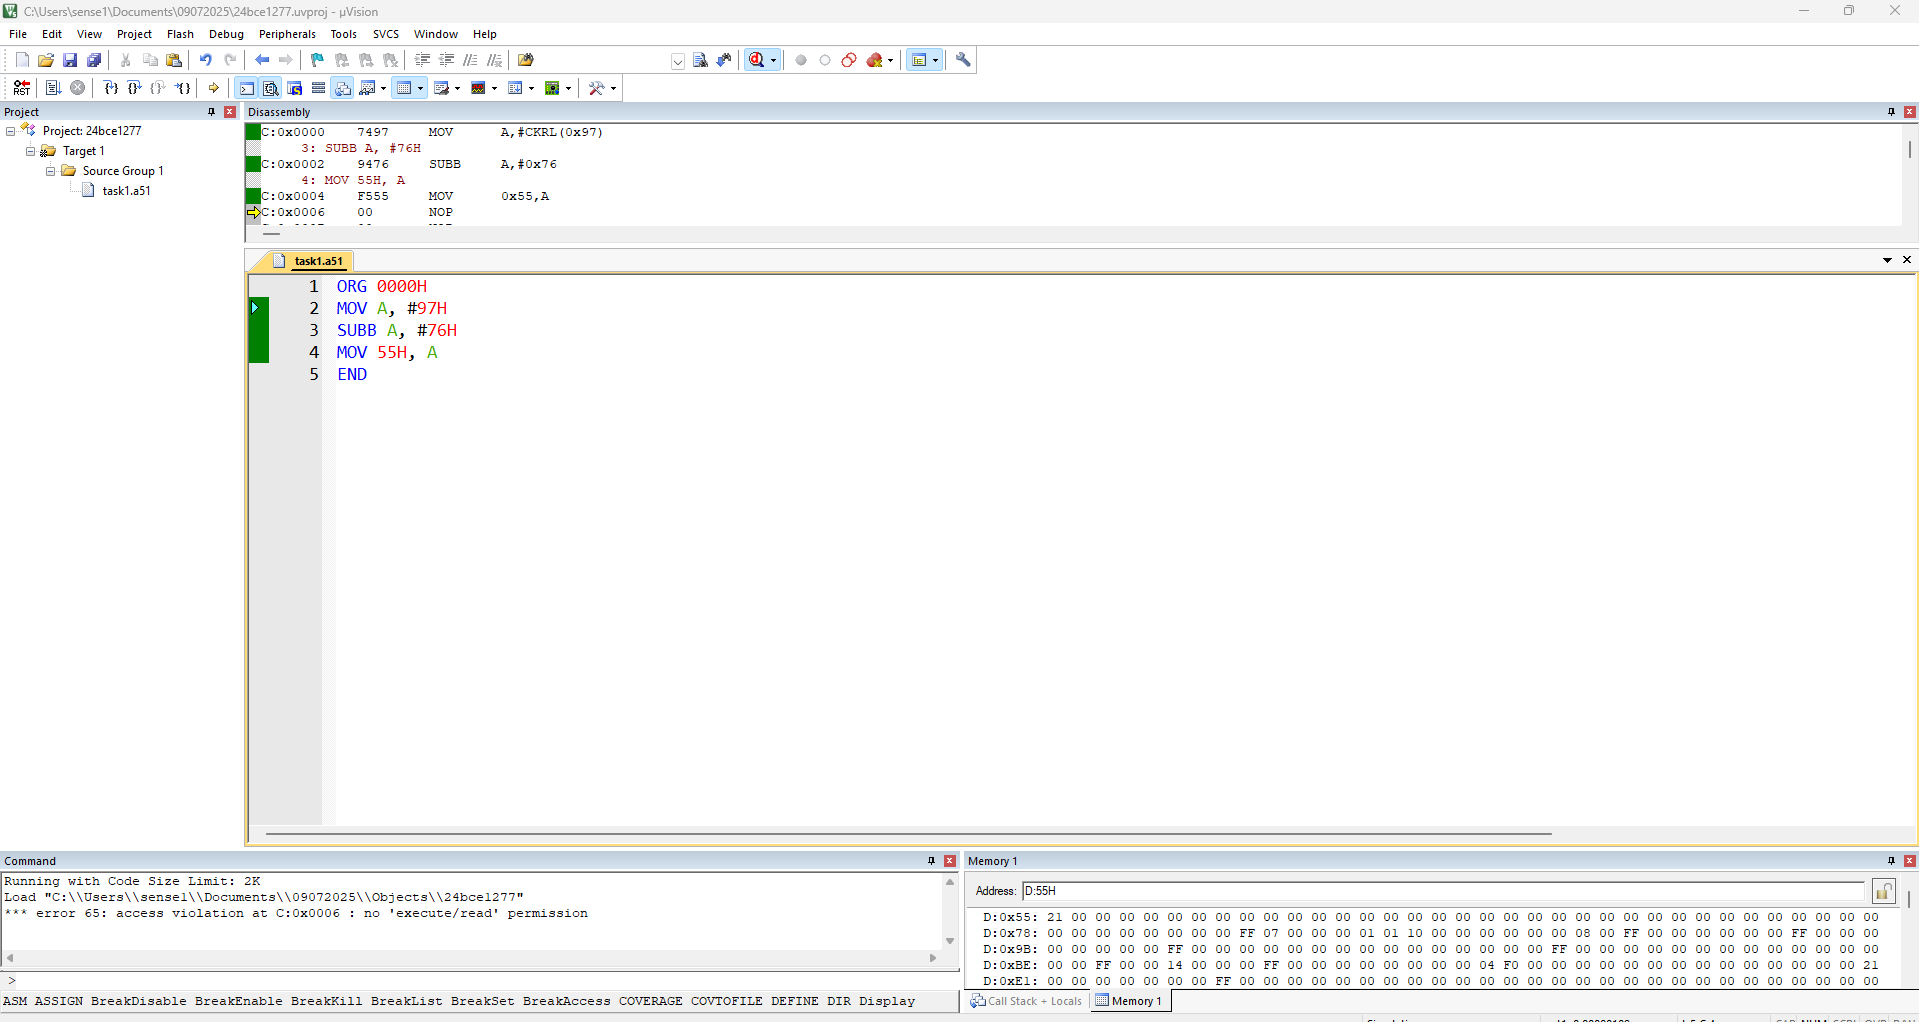 C:\Users\sense1\Documents\09072025\24bce1277.uvproj - µVision
File Edit View Project Flash Debug Peripherals Tools SVCS Window Help
Project
Project: 24bce1277
Target 1
Source Group 1
task1.a51
Disassembly
C:0x0000 7497 MOV A,#CKRL(0x97)
3: SUBB A, #76H
C:0x0002 9476 SUBB A,#0x76
4: MOV 55H, A
C:0x0004 F555 MOV 0x55,A
C:0x0006 00 NOP
task1.a51
1 ORG 0000H
2 MOV A, #97H
3 SUBB A, #76H
4 MOV 55H, A
5 END
Command
Running with Code Size Limit: 2K
Load "C:\\Users\\sense1\\Documents\\09072025\\Objects\\24bce1277"
*** error 65: access violation at C:0x0006 : no 'execute/read' permission
>
ASM ASSIGN BreakDisable BreakEnable BreakKill BreakList BreakSet BreakAccess COVERAGE COVTOFILE DEFINE DIR Display
Memory 1
Address: D:55H
D:0x55: 21 00 00 00 00 00 00 00 00 00 00 00 00 00 00 00 00 00 00 00 00 00 00 00 00 00 00 00 00 00 00 00 00 00 00
D:0x78: 00 00 00 00 00 00 00 00 FF 07 00 00 00 01 01 10 00 00 00 00 00 00 08 00 FF 00 00 00 00 00 00 FF 00 00 00
D:0x9B: 00 00 00 00 00 FF 00 00 00 00 00 00 00 00 00 00 00 00 00 00 00 FF 00 00 00 00 00 00 00 00 00 00 00 00 00
D:0xBE: 00 00 FF 00 00 14 00 00 00 FF 00 00 00 00 00 00 00 00 04 F0 00 00 00 00 00 00 00 00 00 00 00 00 00 00 21
D:0xE1: 00 00 00 00 00 00 00 FF 00 00 00 00 00 00 00 00 00 00 00 00 00 00 00 00 00 00 00 00 00 00 00 00 00 00 00
Call Stack + Locals Memory 1